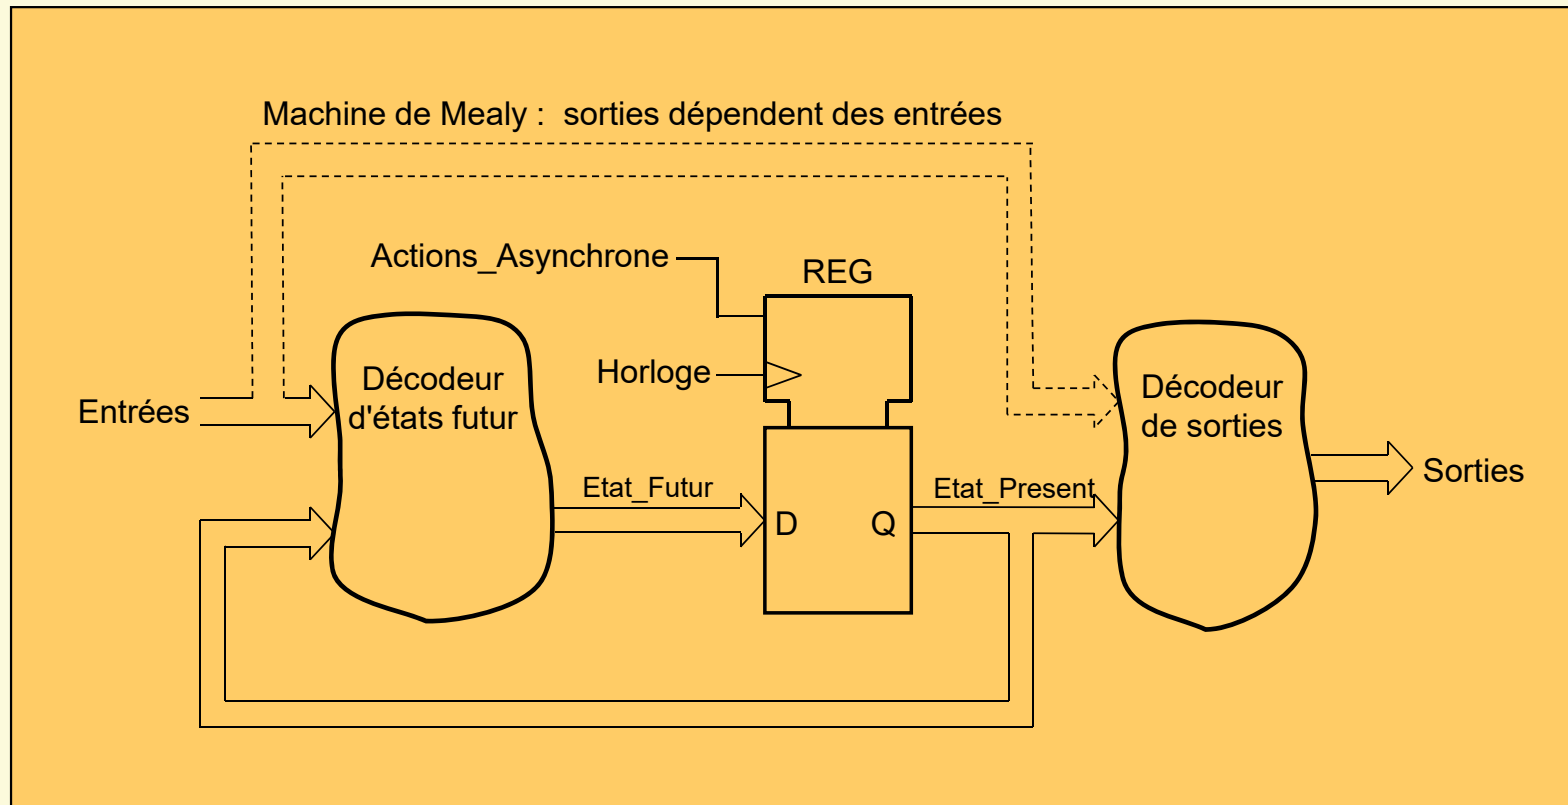 Machine de Mealy :  sorties dépendent des entrées
Actions_Asynchrone
REG
Horloge
Décodeur
d'états futur
Décodeur
de sorties
Entrées
Sorties
Etat_Futur
Etat_Present
D
Q